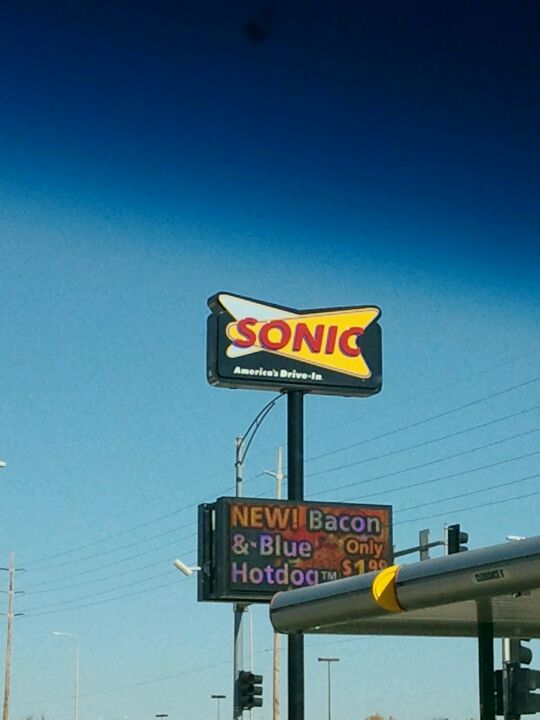 SONIC
America's Drive-In
NEW! Bacon
& Blue Only
Hotdog™ $1.99